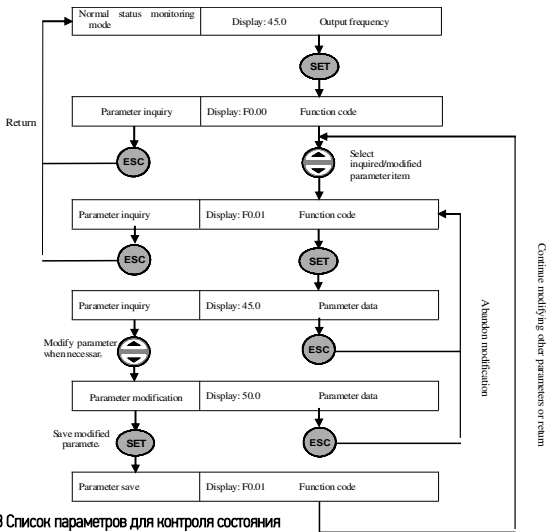 Normal status monitoring
mode
Display: 45.0 Output frequency
SET
Parameter inquiry Display: F0.00 Function code
Return
ESC
Select
inquired/modified
parameter item
Parameter inquiry Display: F0.01 Function code
ESC
SET
Parameter inquiry Display: 45.0 Parameter data
Modify parameter
when necessar,
ESC
Abandon modification
Continue modifying other parameters or return
Parameter modification Display: 50.0 Parameter data
Save modified
paramete,
SET
ESC
Parameter save Display: F0.01 Function code
3 Список параметров для контроля состояния